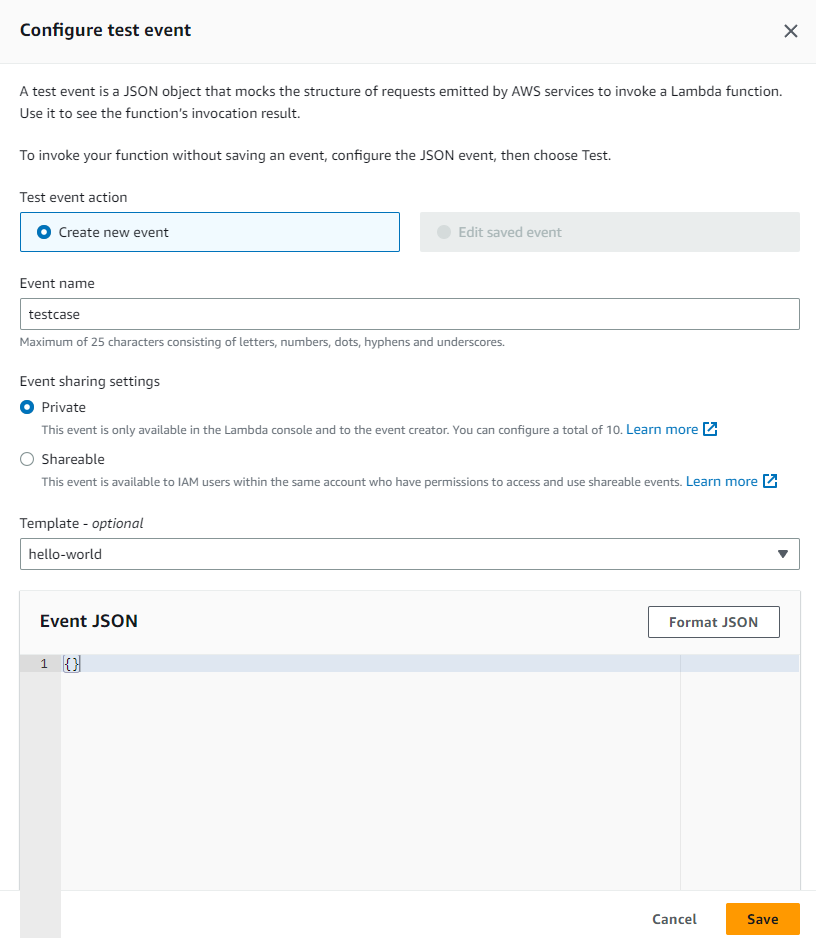 Configure test event
A test event is a JSON object that mocks the structure of requests emitted by AWS services to invoke a Lambda function.
Use it to see the function's invocation result.
To invoke your function without saving an event, configure the JSON event, then choose Test.
Test event action
Create new event
Edit saved event
Event name
testcase
Maximum of 25 characters consisting of letters, numbers, dots, hyphens and underscores.
Event sharing settings
Private
This event is only available in the Lambda console and to the event creator. You can configure a total of 10. Learn more
Shareable
This event is available to IAM users within the same account who have permissions to access and use shareable events. Learn more
Template - optional
hello-world
Event JSON
Format JSON
1 {}
Cancel
Save